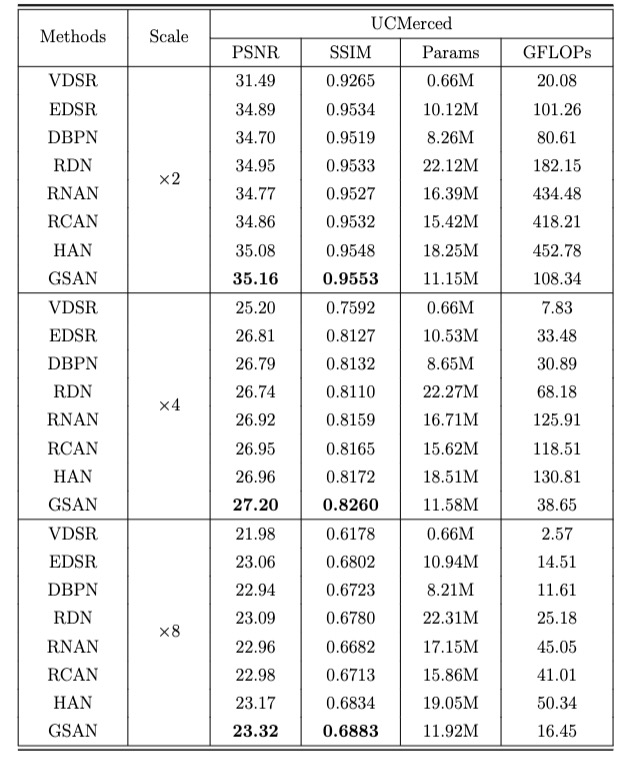 Methods Scale UCMerced
PSNR SSIM Params GFLOPs
VDSR 31.49 0.9265 0.66M 20.08
EDSR 34.89 0.9534 10.12M 101.26
DBPN 34.70 0.9519 8.26M 80.61
RDN 34.95 0.9533 22.12M 182.15
×2
RNAN 34.77 0.9527 16.39M 434.48
RCAN 34.86 0.9532 15.42M 418.21
HAN 35.08 0.9548 18.25M 452.78
GSAN 35.16 0.9553 11.15M 108.34
VDSR 25.20 0.7592 0.66M 7.83
EDSR 26.81 0.8127 10.53M 33.48
DBPN 26.79 0.8132 8.65M 30.89
RDN 26.74 0.8110 22.27M 68.18
×4
RNAN 26.92 0.8159 16.71M 125.91
RCAN 26.95 0.8165 15.62M 118.51
HAN 26.96 0.8172 18.51M 130.81
GSAN 27.20 0.8260 11.58M 38.65
VDSR 21.98 0.6178 0.66M 2.57
EDSR 23.06 0.6802 10.94M 14.51
DBPN 22.94 0.6723 8.21M 11.61
RDN 23.09 0.6780 22.31M 25.18
×8
RNAN 22.96 0.6682 17.15M 45.05
RCAN 22.98 0.6713 15.86M 41.01
HAN 23.17 0.6834 19.05M 50.34
GSAN 23.32 0.6883 11.92M 16.45